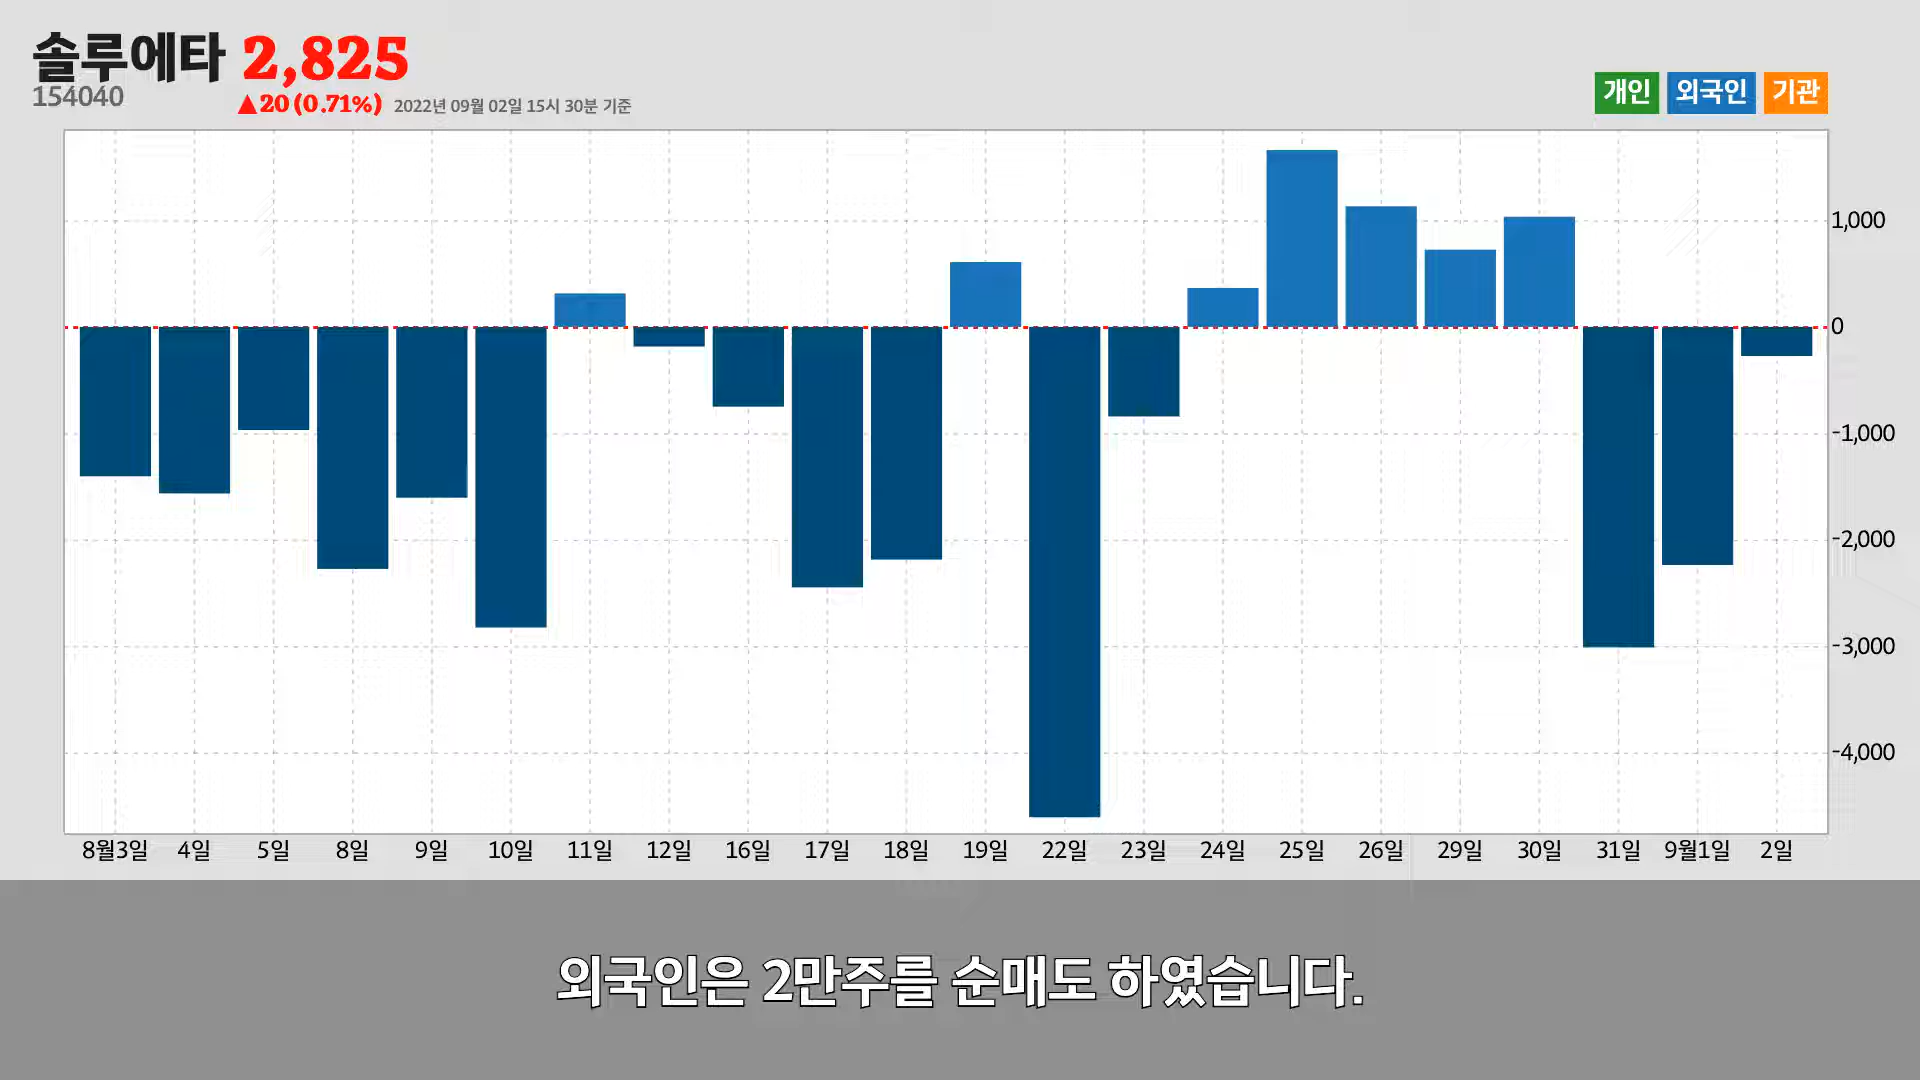 솔루에타 2,825
154040
▲20 (0.71%) 2022년 09월 02일 15시 30분 기준
개인 외국인 기관
1,000
0
-1,000
-2,000
-3,000
-4,000
8월3일 4일 5일 8일 9일 10일 11일 12일 16일 17일 18일 19일 22일 23일 24일 25일 26일 29일 30일 31일 9월1일 2일
외국인은 2만주를 순매도 하였습니다.